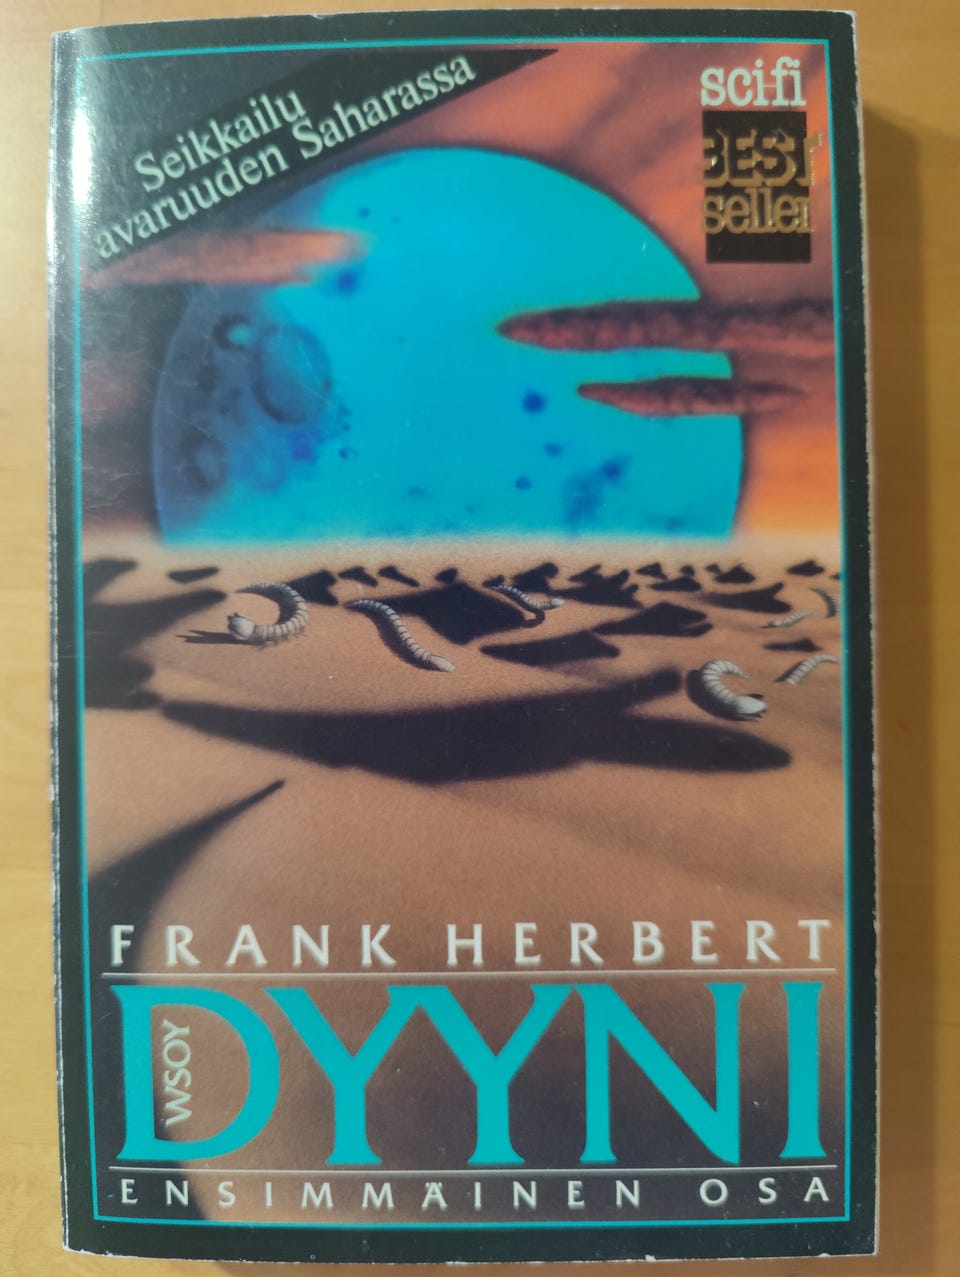 Seikkailu
avaruuden Saharassa
scifi
BEST
seller
FRANK HERBERT
DYYNI
WSOY
ENSIMMÄINEN OSA